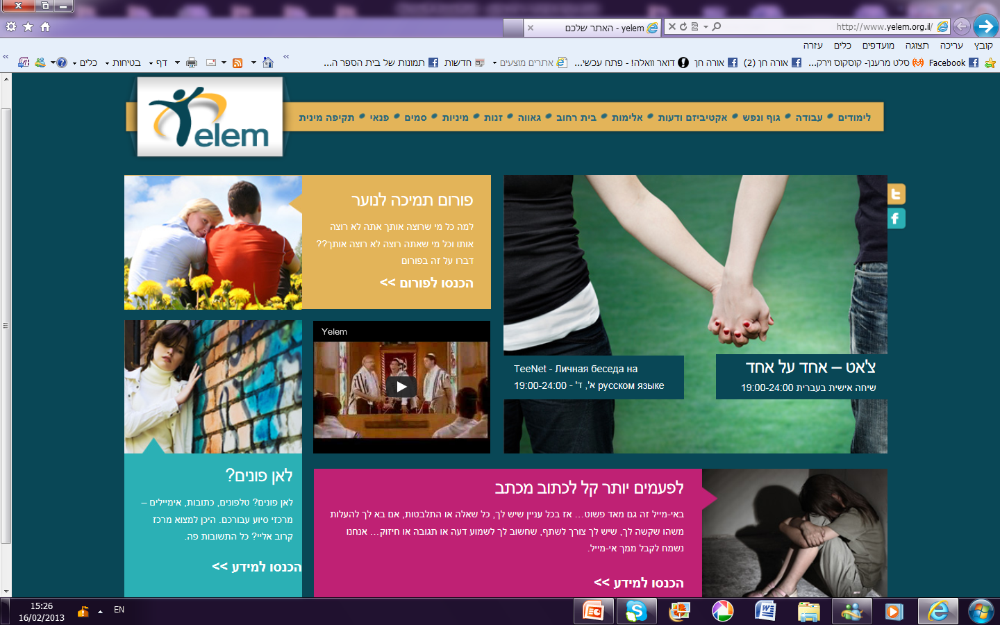 yelem - האתר שלכם
http://www.yelem.org.il/
קובץ עריכה תצוגה מועדפים כלים עזרה
Facebook
סלט מרענן- קוסקוס וירק...
אורה חן (2)
אורה חן
דואר וואלה! - פתח עכשי...
אתרים מוצעים
חדשות
תמונות של בית הספר ה...
דף
בטיחות
כלים
Yelem
לימודים • עבודה • גוף ונפש • אקטיביזם ודעות • אלימות • בית רחוב • גאווה • זנות • מיניות • סמים • פנאי • תקיפה מינית
צ'אט – אחד על אחד
שיחה אישית בעברית 19:00-24:00
TeeNet - Личная беседа на
русском языке א', ד' - 19:00-24:00
פורום תמיכה לנוער
למה כל מי שרוצה אותך אתה לא רוצה
אותו וכל מי שאתה רוצה לא רוצה אותך??
דברו על זה בפורום
הכנסו לפורום >>
Yelem
לאן פונים?
לאן פונים? טלפונים, כתובות, אימיילים –
מרכזי סיוע עבורכם. היכן למצוא מרכז
קרוב אליי? כל התשובות פה.
הכנסו למידע >>
לפעמים יותר קל לכתוב מכתב
באי-מייל זה גם מאד פשוט... אז בכל עניין שיש לך, כל שאלה או התלבטות, אם בא לך להעלות
משהו שקשה לך, שיש לך צורך לשתף, שחשוב לך לשמוע דעה או תגובה או חיזוק... אנחנו
נשמח לקבל ממך אי-מייל.
הכנסו למידע >>
EN
15:26
16/02/2013